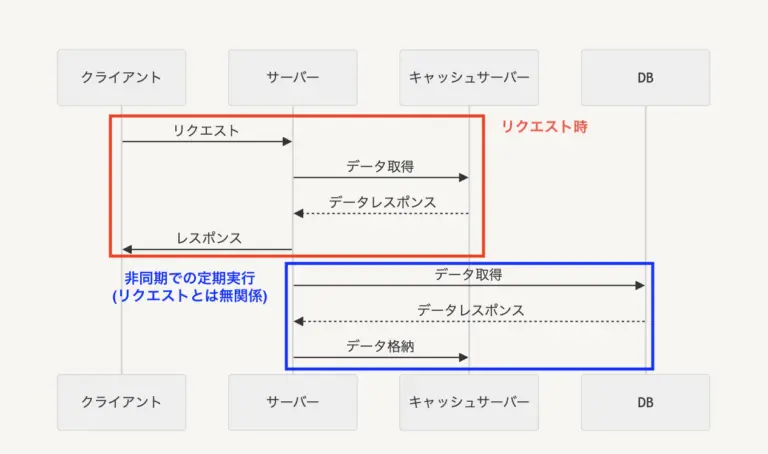 クライアント
サーバー
キャッシュサーバー
DB
リクエスト時
リクエスト
データ取得
データレスポンス
レスポンス
非同期での定期実行
(リクエストとは無関係)
データ取得
データレスポンス
データ格納
クライアント
サーバー
キャッシュサーバー
DB